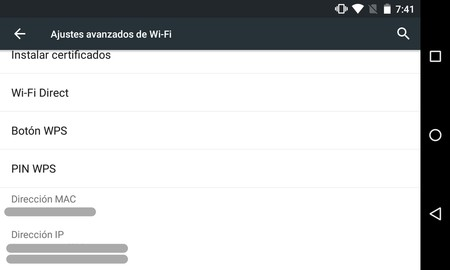 7:41
Ajustes avanzados de Wi-Fi
Instalar certificados
Wi-Fi Direct
Botón WPS
PIN WPS
Dirección MAC
Dirección IP